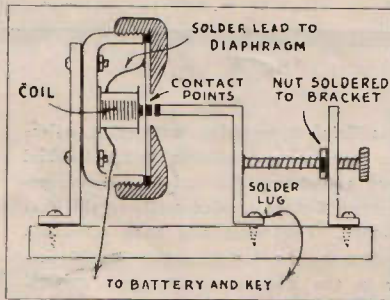 SOLDER LEAD TO
DIAPHRAGM
CONTACT
POINTS
COIL
NUT SOLDERED
TO BRACKET
SOLDER
LUG
TO BATTERY AND KEY